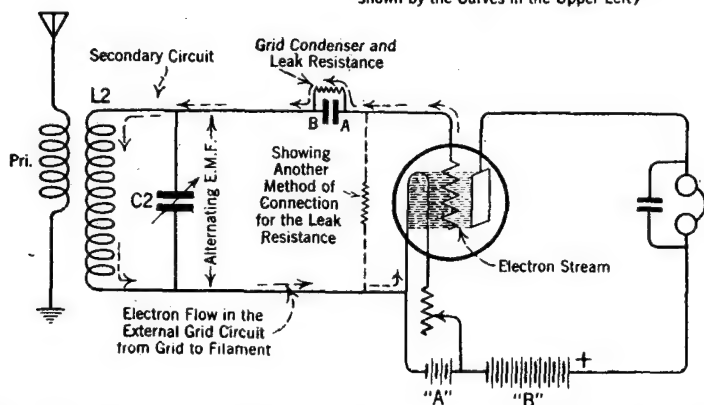 shown by the Curves in the Upper Left)
Grid Condenser and
Leak Resistance
Secondary Circuit
L2
B
A
Pri.
C2
Alternating E.M.F.
Showing
Another
Method of
Connection
for the Leak
Resistance
Electron Stream
Electron Flow in the
External Grid Circuit
from Grid to Filament
+
"A"
"B"